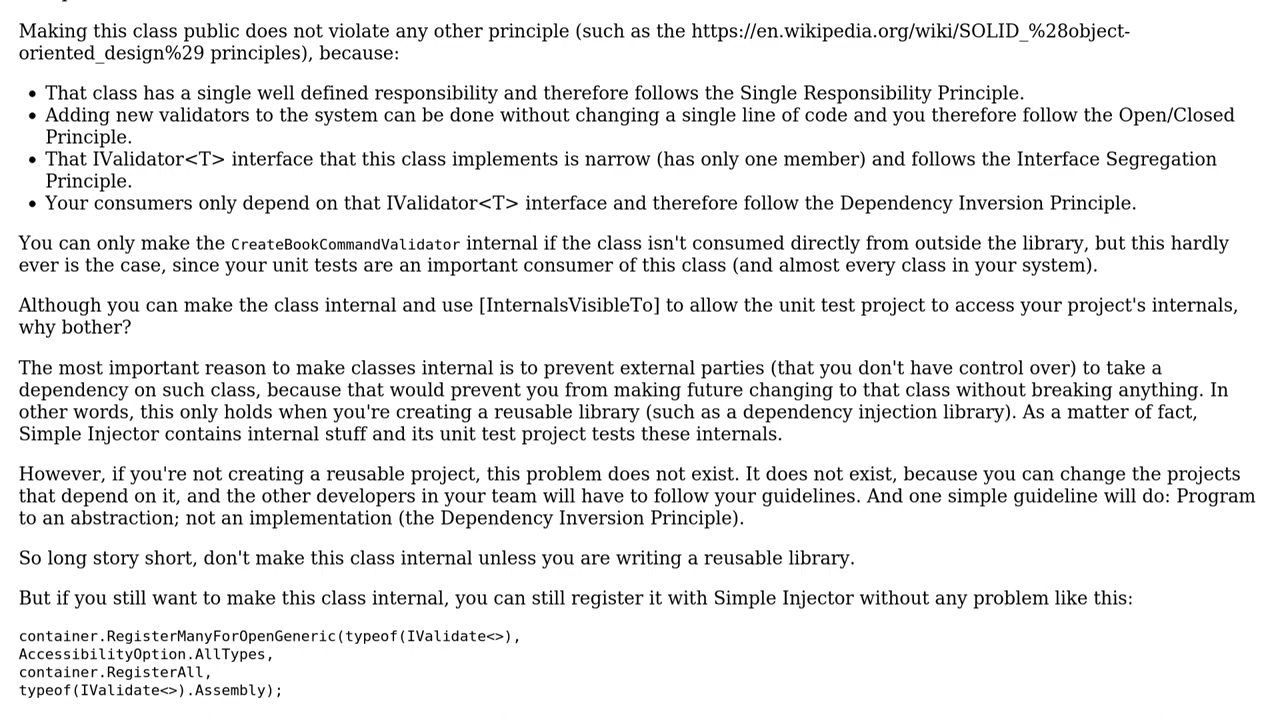 Making this class public does not violate any other principle (such as the https://en.wikipedia.org/wiki/SOLID_%28object-
oriented_design%29 principles), because:
• That class has a single well defined responsibility and therefore follows the Single Responsibility Principle.
• Adding new validators to the system can be done without changing a single line of code and you therefore follow the Open/Closed
Principle.
• That IValidator<T> interface that this class implements is narrow (has only one member) and follows the Interface Segregation
Principle.
• Your consumers only depend on that IValidator<T> interface and therefore follow the Dependency Inversion Principle.
You can only make the CreateBookCommandValidator internal if the class isn't consumed directly from outside the library, but this hardly
ever is the case, since your unit tests are an important consumer of this class (and almost every class in your system).
Although you can make the class internal and use [InternalsVisibleTo] to allow the unit test project to access your project's internals,
why bother?
The most important reason to make classes internal is to prevent external parties (that you don't have control over) to take a
dependency on such class, because that would prevent you from making future changing to that class without breaking anything. In
other words, this only holds when you're creating a reusable library (such as a dependency injection library). As a matter of fact,
Simple Injector contains internal stuff and its unit test project tests these internals.
However, if you're not creating a reusable project, this problem does not exist. It does not exist, because you can change the projects
that depend on it, and the other developers in your team will have to follow your guidelines. And one simple guideline will do: Program
to an abstraction; not an implementation (the Dependency Inversion Principle).
So long story short, don't make this class internal unless you are writing a reusable library.
But if you still want to make this class internal, you can still register it with Simple Injector without any problem like this:
container.RegisterManyForOpenGeneric(typeof(IValidate<>),
AccessibilityOption.AllTypes,
container.RegisterAll,
typeof(IValidate<>).Assembly);